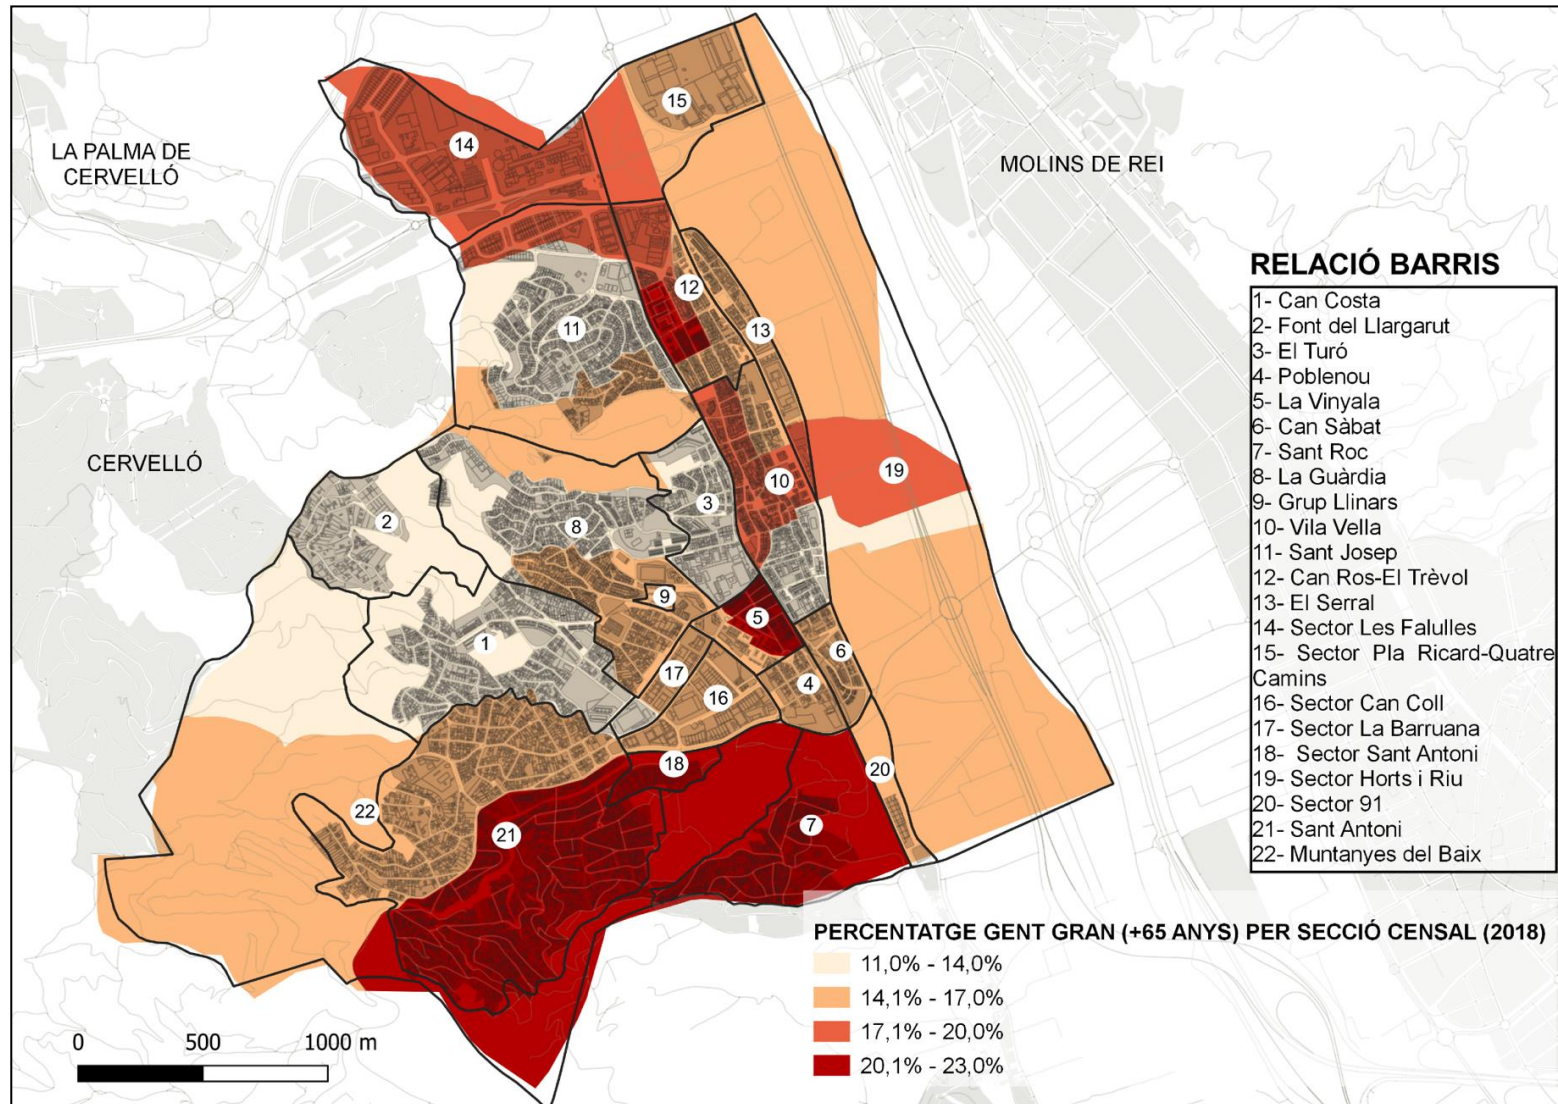 LA PALMA DE
CERVELLÓ
MOLINS DE REI
CERVELLÓ
15
14
12
13
11
19
10
3
2
8
9
5
1
6
17
4
16
18
20
22
21
7
RELACIÓ BARRIS
1- Can Costa
2- Font del Llargarut
3- El Turó
4- Poblenou
5- La Vinyala
6- Can Sàbat
7- Sant Roc
8- La Guàrdia
9- Grup Llinars
10- Vila Vella
11- Sant Josep
12- Can Ros-El Trèvol
13- El Serral
14- Sector Les Falulles
15- Sector Pla Ricard-Quatre
Camins
16- Sector Can Coll
17- Sector La Barruana
18- Sector Sant Antoni
19- Sector Horts i Riu
20- Sector 91
21- Sant Antoni
22- Muntanyes del Baix
PERCENTATGE GENT GRAN (+65 ANYS) PER SECCIÓ CENSAL (2018)
11,0% - 14,0%
14,1% - 17,0%
17,1% - 20,0%
20,1% - 23,0%
0 500 1000 m